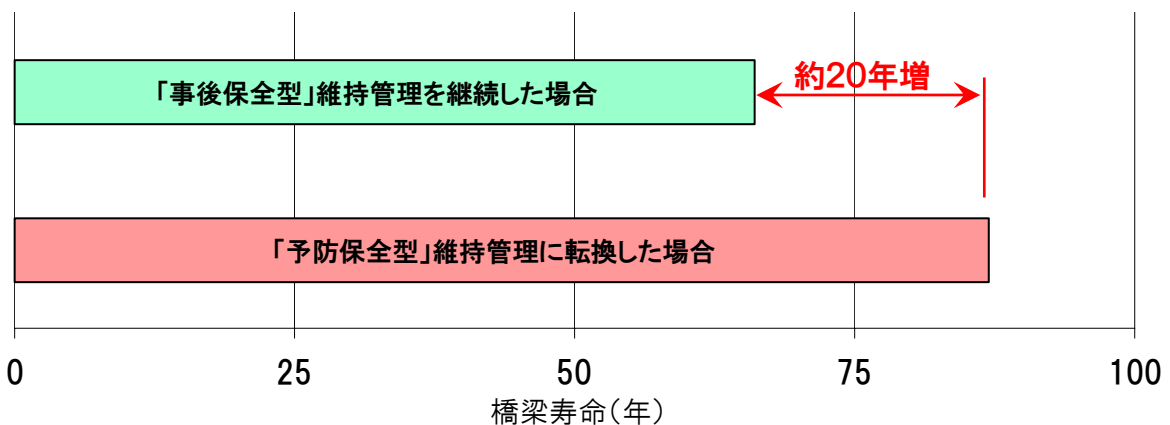 「事後保全型」維持管理を継続した場合
約20年増
「予防保全型」維持管理に転換した場合
0 25 50 75 100
橋梁寿命(年)